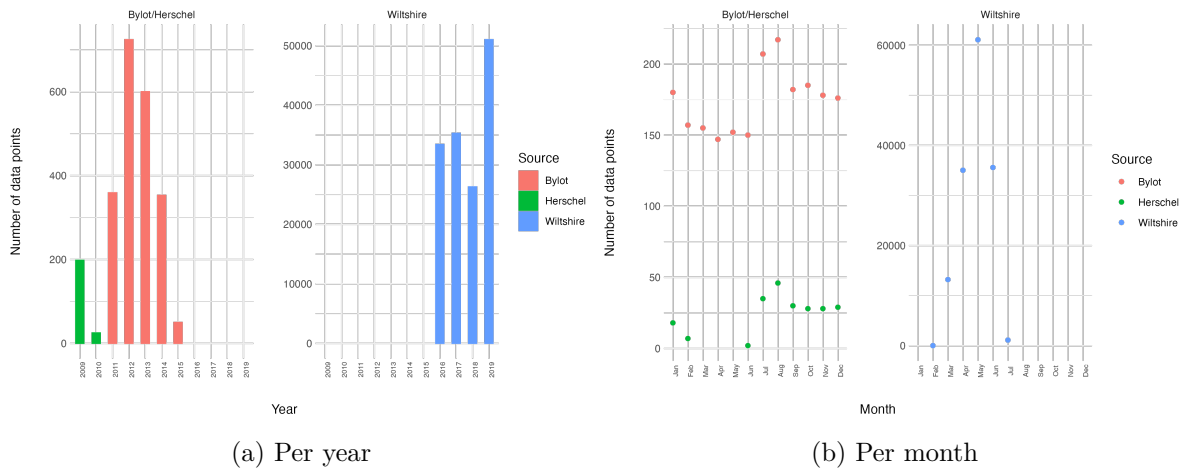 Bylot/Herschel
Wiltshire
Number of data points
600
400
200
0
50000
40000
30000
20000
10000
0
2009 2010 2011 2012 2013 2014 2015 2016 2017 2018 2019
2009 2010 2011 2012 2013 2014 2015 2016 2017 2018 2019
Year
Source
Bylot
Herschel
Wiltshire
(a) Per year
Bylot/Herschel
Wiltshire
Number of data points
200
150
100
50
0
60000
40000
20000
0
Jan Feb Mar Apr May Jun Jul Aug Sep Oct Nov Dec
Jan Feb Mar Apr May Jun Jul Aug Sep Oct Nov Dec
Month
Source
Bylot
Herschel
Wiltshire
(b) Per month